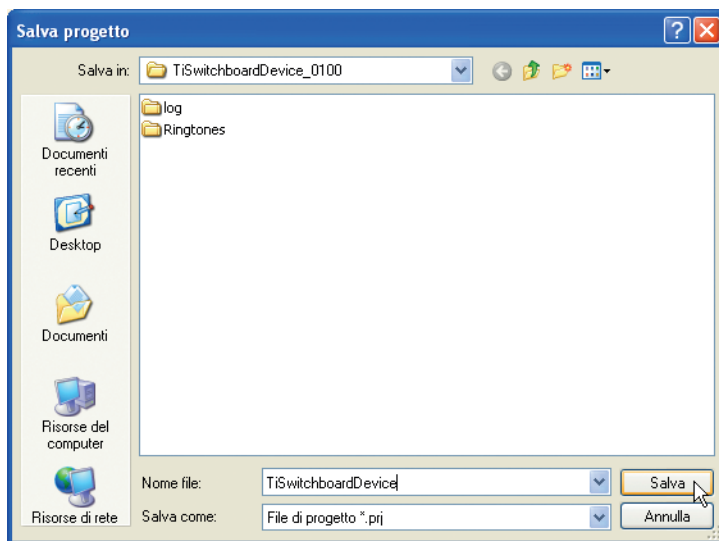 Salva progetto
Salva in:
TiSwitchboardDevice_0100
log
Ringtones
Documenti
recenti
Desktop
Documenti
Risorse del
computer
Risorse di rete
Nome file:
TiSwitchboardDevice
Salva
Salva come:
File di progetto *.prj
Annulla